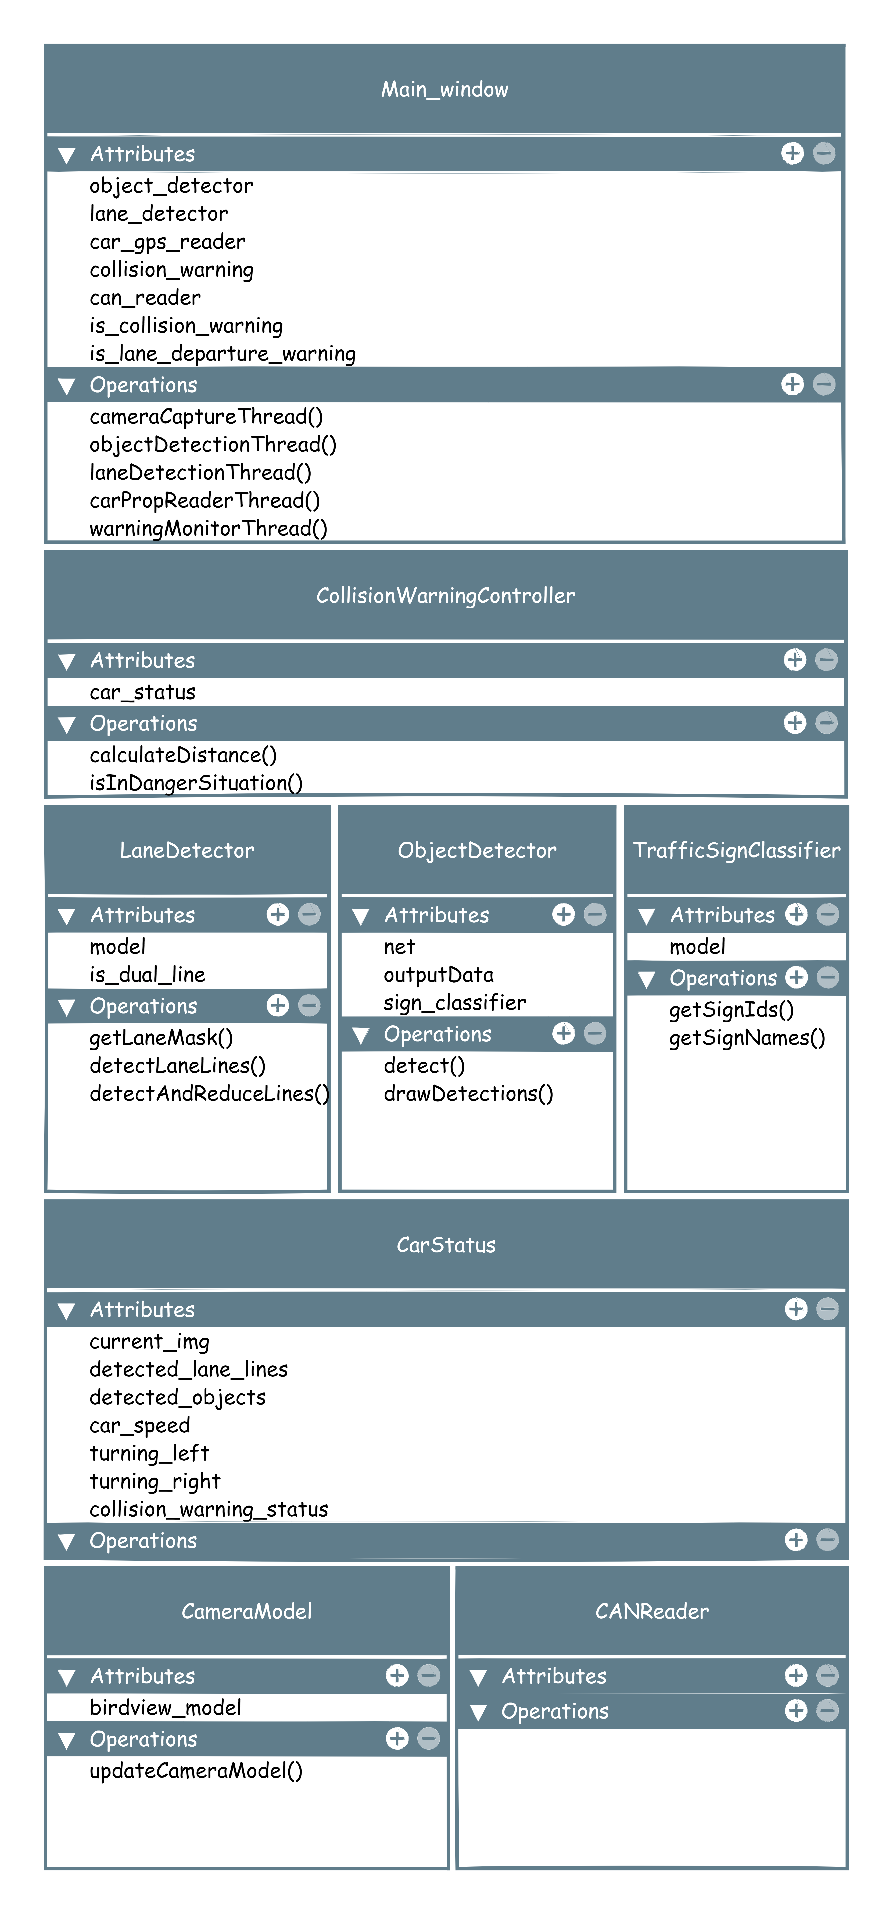 Main_window
Attributes
object_detector
lane_detector
car_gps_reader
collision_warning
can_reader
is_collision_warning
is_lane_departure_warning
Operations
cameraCaptureThread()
objectDetectionThread()
laneDetectionThread()
carPropReaderThread()
warningMonitorThread()
CollisionWarningController
Attributes
car_status
Operations
calculateDistance()
isInDangerSituation()
LaneDetector
Attributes
model
is_dual_line
Operations
getLaneMask()
detectLaneLines()
detectAndReduceLines()
ObjectDetector
Attributes
net
outputData
sign_classifier
Operations
detect()
drawDetections()
TrafficSignClassifier
Attributes
model
Operations
getSignIds()
getSignNames()
CarStatus
Attributes
current_img
detected_lane_lines
detected_objects
car_speed
turning_left
turning_right
collision_warning_status
Operations
CameraModel
Attributes
birdview_model
Operations
updateCameraModel()
CANReader
Attributes
Operations